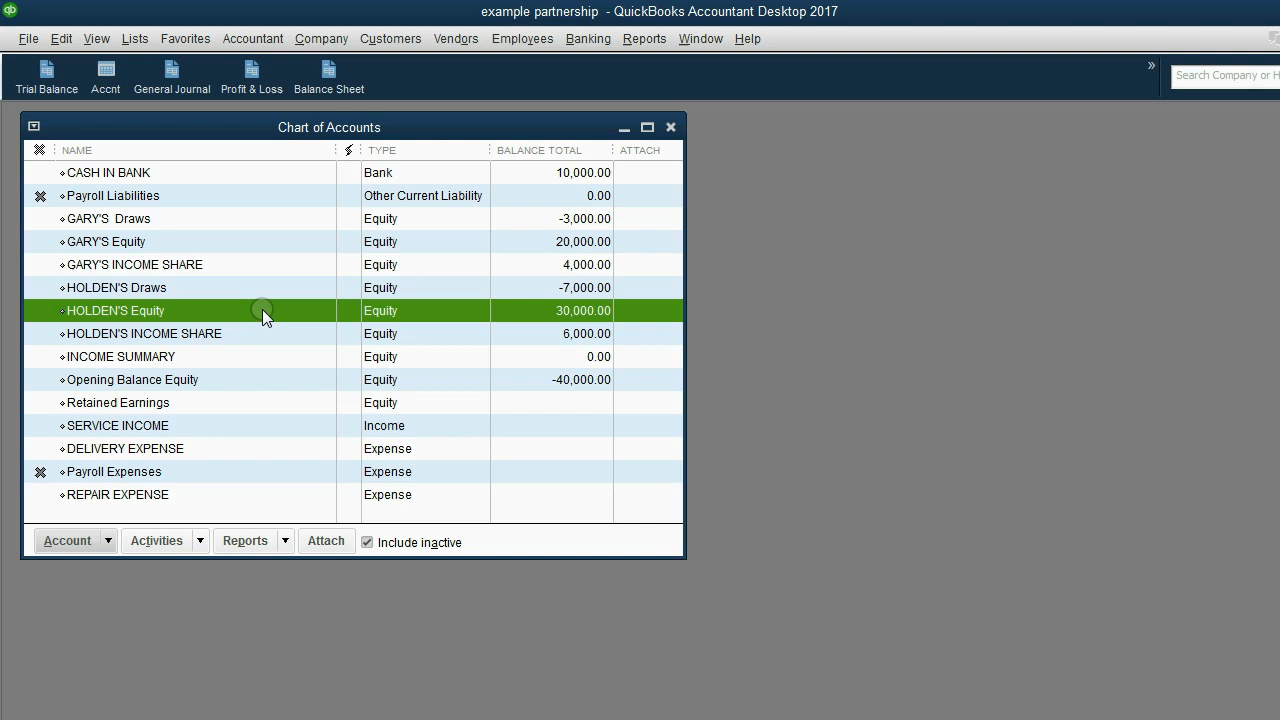 qb
example partnership - QuickBooks Accountant Desktop 2017
File Edit View Lists Favorites Accountant Company Customers Vendors Employees Banking Reports Window Help
Trial Balance Accnt General Journal Profit & Loss Balance Sheet » Search Company or H
Chart of Accounts
NAME TYPE BALANCE TOTAL ATTACH
CASH IN BANK Bank 10,000.00
Payroll Liabilities Other Current Liability 0.00
GARY'S Draws Equity -3,000.00
GARY'S Equity Equity 20,000.00
GARY'S INCOME SHARE Equity 4,000.00
HOLDEN'S Draws Equity -7,000.00
HOLDEN'S Equity Equity 30,000.00
HOLDEN'S INCOME SHARE Equity 6,000.00
INCOME SUMMARY Equity 0.00
Opening Balance Equity Equity -40,000.00
Retained Earnings Equity
SERVICE INCOME Income
DELIVERY EXPENSE Expense
Payroll Expenses Expense
REPAIR EXPENSE Expense
Account Activities Reports Attach Include inactive